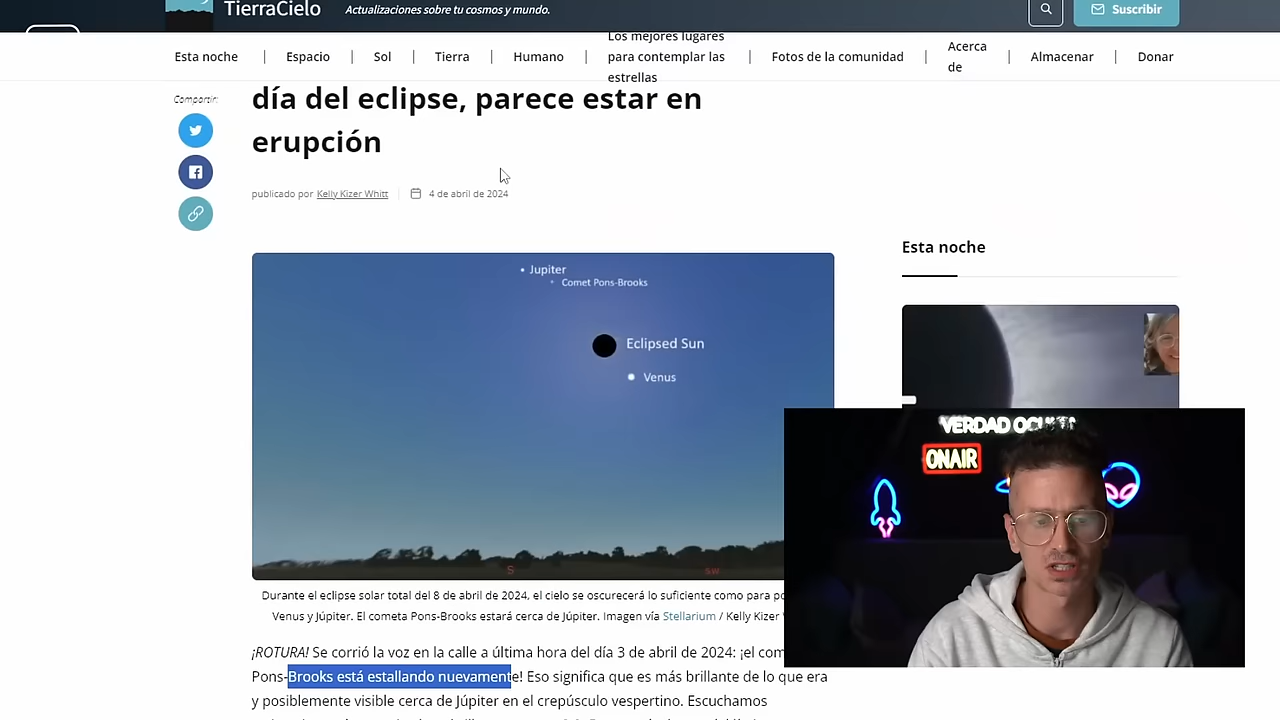 TierraCielo
Actualizaciones sobre tu cosmos y mundo.
Suscribir
Esta noche
Espacio
Sol
Tierra
Humano
Los mejores lugares
para contemplar las
estrellas
Fotos de la comunidad
Acerca
de
Almacenar
Donar
Compartir:
día del eclipse, parece estar en
erupción
publicado por Kelly Kizer Whitt
4 de abril de 2024
Esta noche
Jupiter
Comet Pons-Brooks
Eclipsed Sun
Venus
S
SW
VERDAD
ON AIR
Durante el eclipse solar total del 8 de abril de 2024, el cielo se oscurecerá lo suficiente como para
Venus y Júpiter. El cometa Pons-Brooks estará cerca de Júpiter. Imagen vía Stellarium / Kelly Kizer
¡ROTURA! Se corrió la voz en la calle a última hora del día 3 de abril de 2024: ¡el
Pons-Brooks está estallando nuevamente! Eso significa que es más brillante de lo que era
y posiblemente visible cerca de Júpiter en el crepúsculo vespertino. Escuchamos